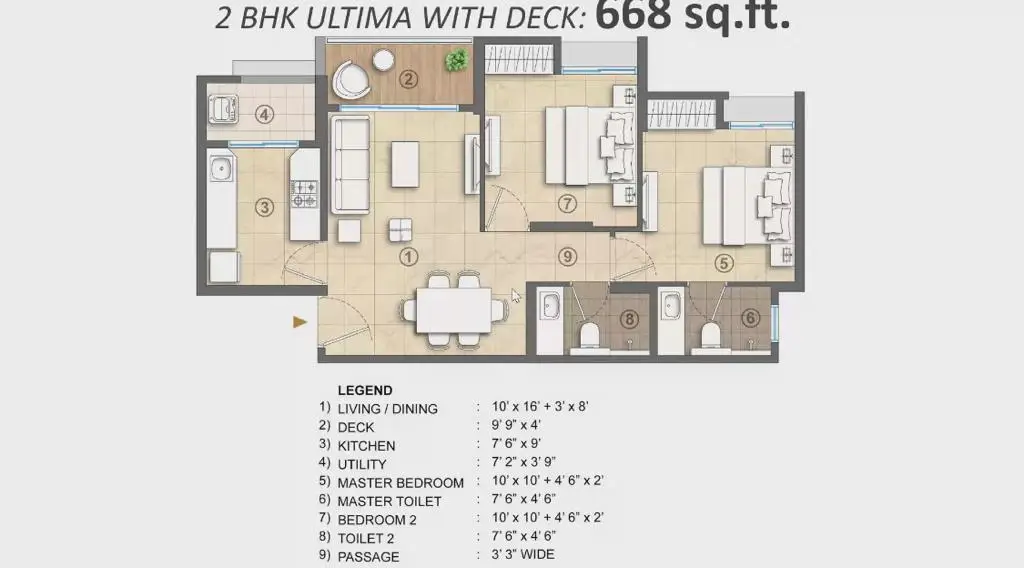 2 BHK ULTIMA WITH DECK: 668 sq.ft.
2
4
3
7
1
9
5
8
6
LEGEND
1) LIVING / DINING : 10' x 16' + 3' x 8'
2) DECK : 9' 9" x 4'
3) KITCHEN : 7' 6" x 9'
4) UTILITY : 7' 2" x 3' 9"
5) MASTER BEDROOM : 10' x 10' + 4' 6" x 2'
6) MASTER TOILET : 7' 6" x 4' 6"
7) BEDROOM 2 : 10' x 10' + 4' 6" x 2'
8) TOILET 2 : 7' 6" x 4' 6"
9) PASSAGE : 3' 3" WIDE